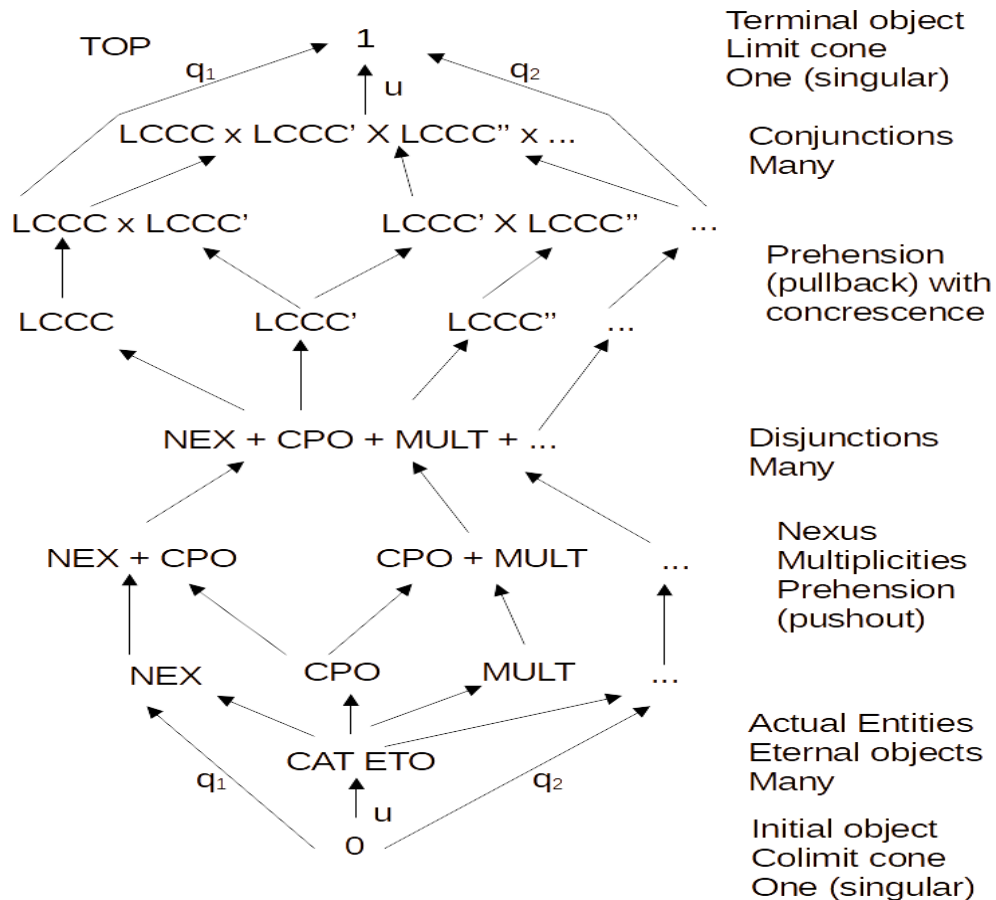 TOP
1
Terminal object
Limit cone
One (singular)
q₁
u
q₂
LCCC x LCCC' X LCCC" x ...
Conjunctions
Many
LCCC x LCCC'
LCCC' X LCCC"
...
Prehension
(pullback) with
concrescence
LCCC
LCCC'
LCCC"
...
NEX + CPO + MULT + ...
Disjunctions
Many
NEX + CPO
CPO + MULT
...
Nexus
Multiplicities
Prehension
(pushout)
NEX
CPO
MULT
...
CAT ETO
Actual Entities
Eternal objects
Many
q₁
u
q₂
0
Initial object
Colimit cone
One (singular)